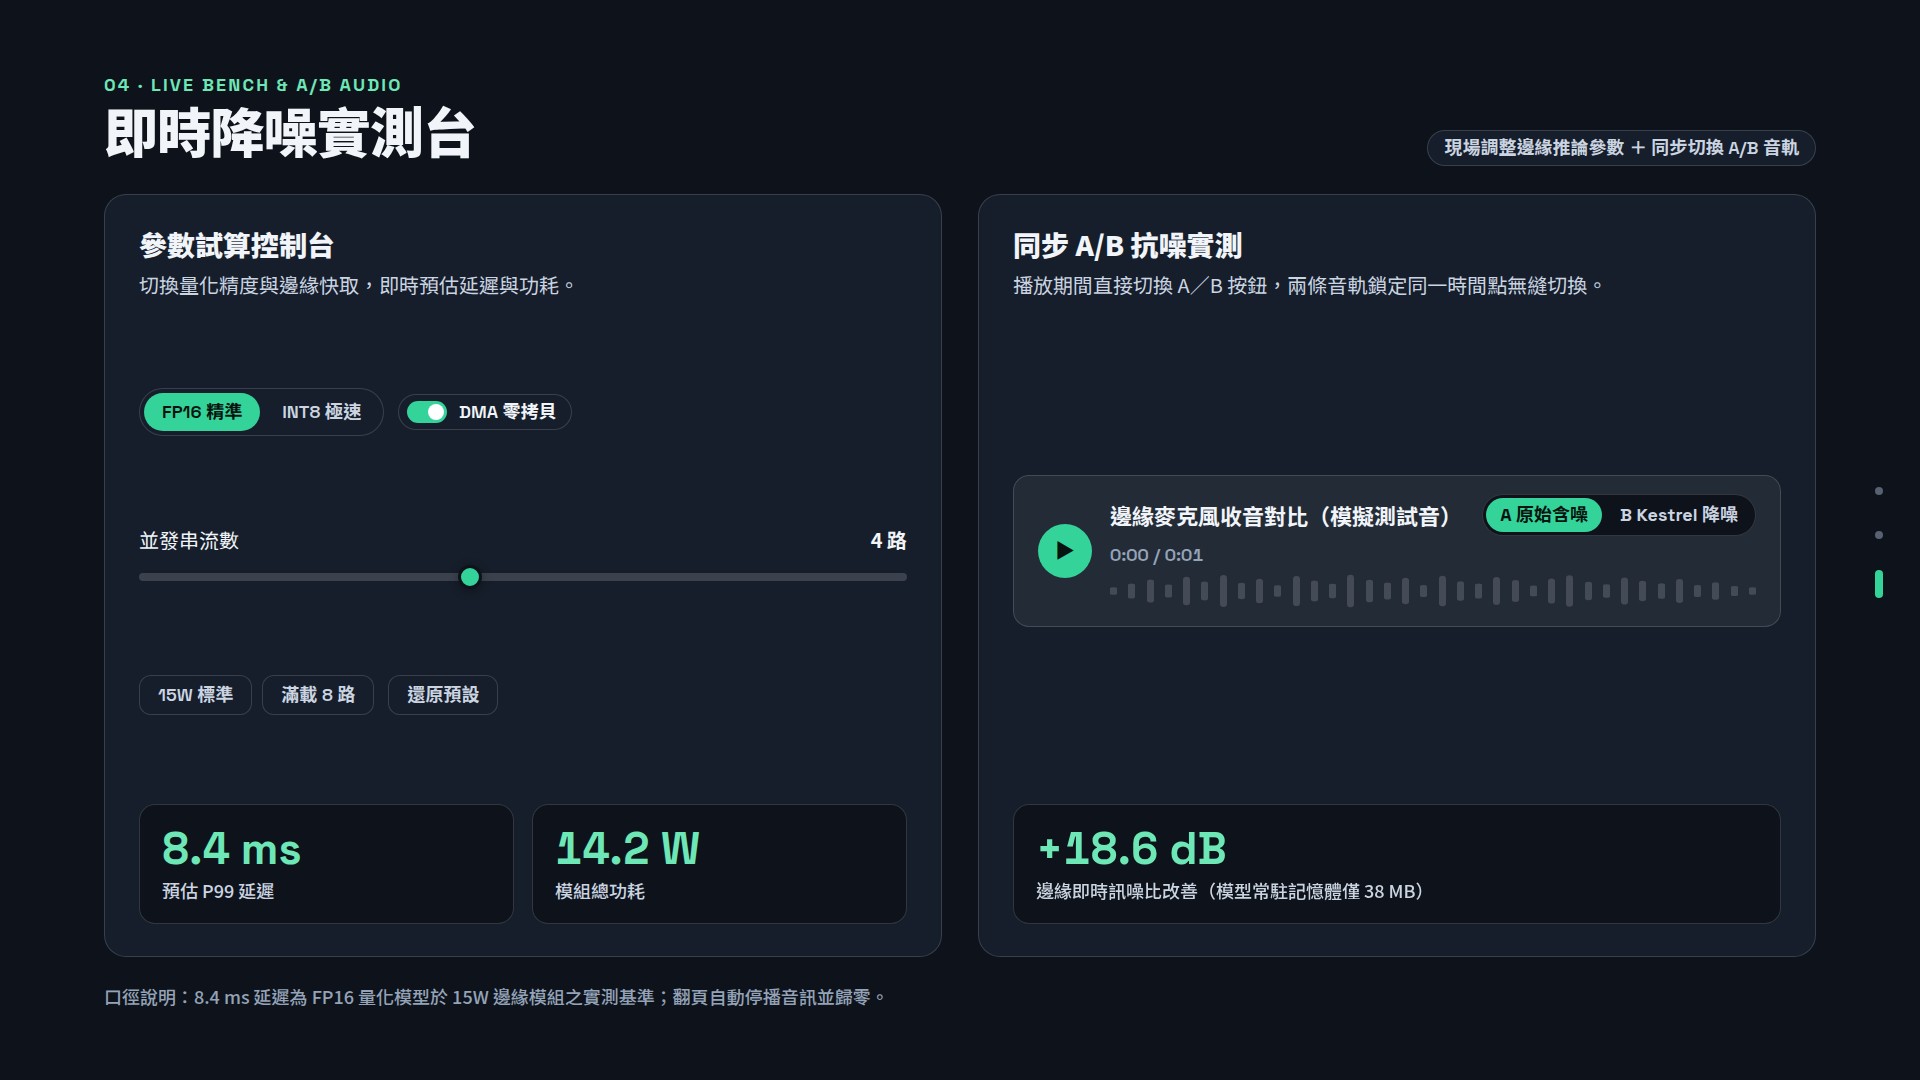 04 · LIVE BENCH & A/B AUDIO
即時降噪實測台
現場調整邊緣推論參數 ＋ 同步切換 A/B 音軌
參數試算控制台
切換量化精度與邊緣快取，即時預估延遲與功耗。
FP16 精準
INT8 極速
DMA 零拷貝
並發串流數
4 路
15W 標準
滿載 8 路
還原預設
8.4 ms
預估 P99 延遲
14.2 W
模組總功耗
同步 A/B 抗噪實測
播放期間直接切換 A／B 按鈕，兩條音軌鎖定同一時間點無縫切換。
邊緣麥克風收音對比（模擬測試音）
A 原始含噪
B Kestrel 降噪
0:00 / 0:01
+18.6 dB
邊緣即時訊噪比改善（模型常駐記憶體僅 38 MB）
口徑說明：8.4 ms 延遲為 FP16 量化模型於 15W 邊緣模組之實測基準；翻頁自動停播音訊並歸零。